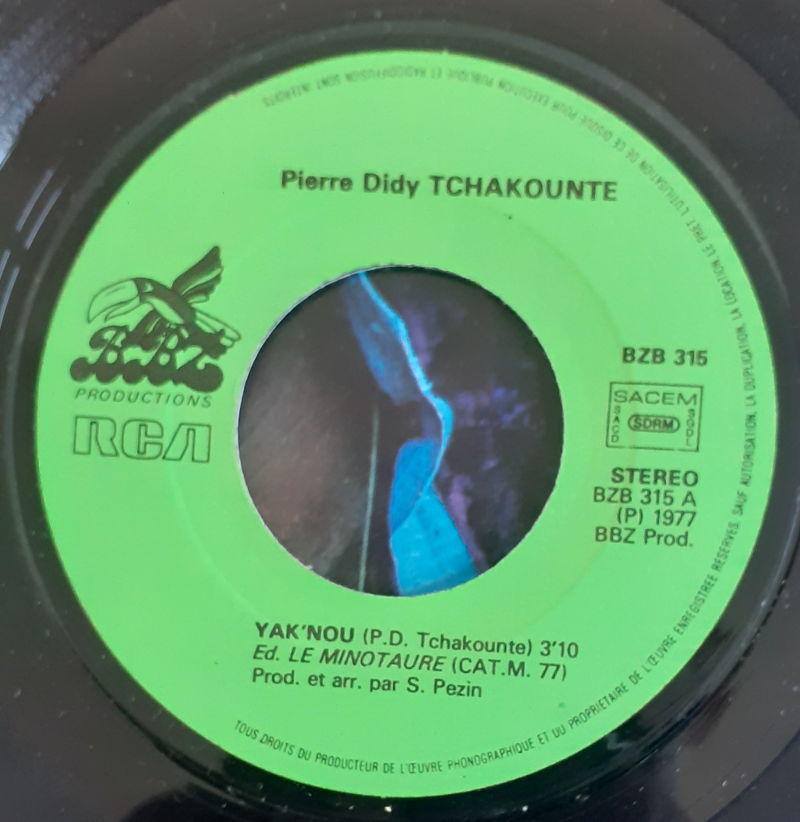 Pierre Didy TCHAKOUNTE
BBZ
PRODUCTIONS
RCA
BZB 315
SACEM
SACD
SDRM
SGDL
STEREO
BZB 315 A
(P) 1977
BBZ Prod.
YAK'NOU (P.D. Tchakounte) 3'10
Ed. LE MINOTAURE (CAT.M. 77)
Prod. et arr. par S. Pezin
TOUS DROITS DU PRODUCTEUR DE L'ŒUVRE PHONOGRAPHIQUE ET DU PROPRIETAIRE DE L'ŒUVRE ENREGISTREE RESERVES. SAUF AUTORISATION, LA DUPLICATION, LA LOCATION, LE PRET, L'UTILISATION DE CE DISQUE POUR EXECUTION PUBLIQUE ET RADIODIFFUSION SONT INTERDITS